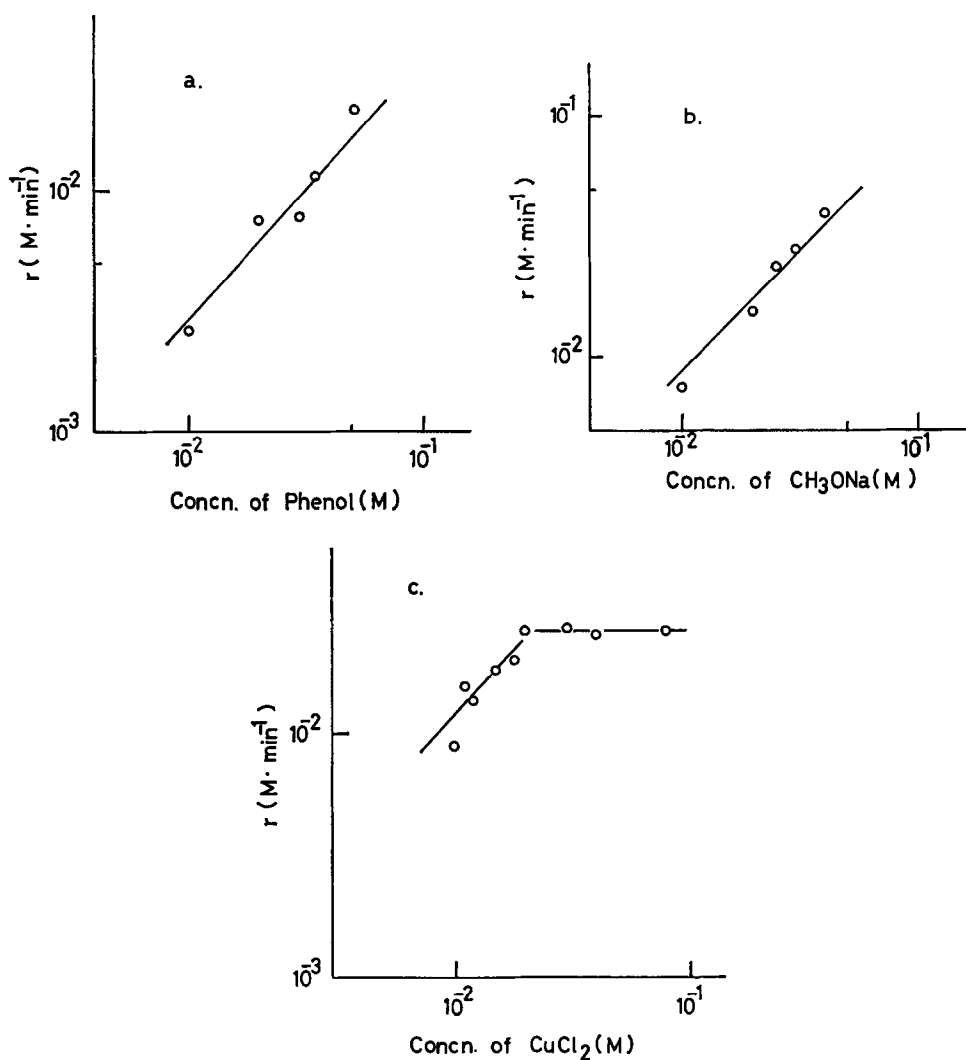 a.
r ( M· min⁻¹)
10⁻²
10⁻³
10⁻²
10⁻¹
Concn. of Phenol(M)
b.
r ( M· min⁻¹)
10⁻¹
10⁻²
10⁻²
10⁻¹
Concn. of CH₃ONa(M)
c.
r ( M· min⁻¹)
10⁻²
10⁻³
10⁻²
10⁻¹
Concn. of CuCl₂(M)